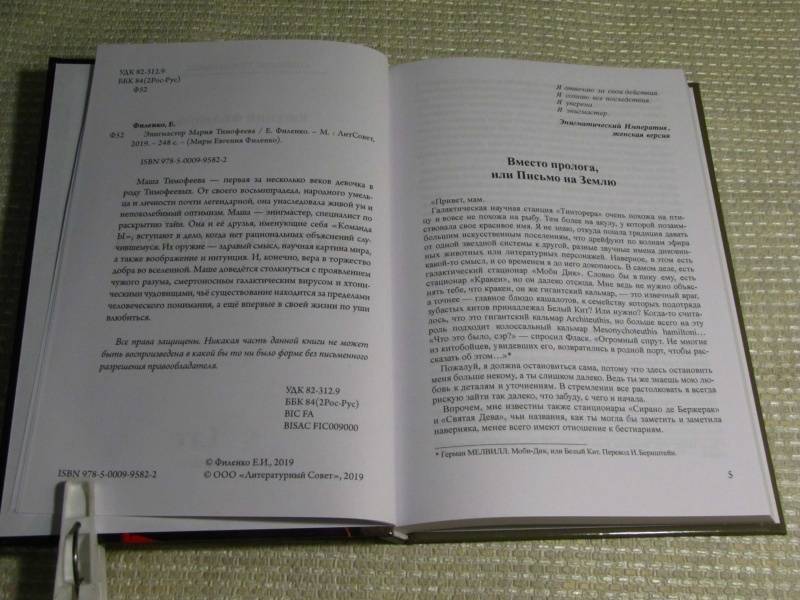 УДК 82-312.9
ББК 84(2Рос-Рус)
Ф52
Филенко, Е.
Ф52 Энигмастер Мария Тимофеева / Е. Филенко. – М. : ЛитСовет,
2019. – 248 с. – (Миры Евгения Филенко).
ISBN 978-5-0009-9582-2
Маша Тимофеева — первая за несколько веков девочка в
роду Тимофеевых. От своего восьмипрадеда, народного умель-
ца и личности почти легендарной, она унаследовала живой ум и
непоколебимый оптимизм. Маша — энигмастер, специалист по
раскрытию тайн. Она и её друзья, именующие себя «Команда
Ы», вступают в дело, когда нет рациональных объяснений слу-
чившемуся. Их оружие — здравый смысл, научная картина мира,
а также воображение и интуиция. И, конечно, вера в торжество
добра во вселенной. Маше доведётся столкнуться с проявлением
чужого разума, смертоносным галактическим вирусом и хтони-
ческими чудовищами, чьё существование находится за пределами
человеческого понимания, а ещё впервые в своей жизни по уши
влюбиться.
Все права защищены. Никакая часть данной книги не может
быть воспроизведена в какой бы то ни было форме без письменного
разрешения правообладателя.
УДК 82-312.9
ББК 84(2Рос-Рус)
BIC FA
BISAC FIC009000
© Филенко Е.И., 2019
ISBN 978-5-0009-9582-2 © ООО «Литературный Совет», 2019
Я отвечаю за свои действия.
Я сознаю все последствия.
Я уверена.
Я энигмастер.
Энигматический Императив,
женская версия
Вместо пролога,
или Письмо на Землю
«Привет, мам.
Галактическая научная станция «Тинторера» очень похожа на пти-
цу и вовсе не похожа на рыбу. Тем более на акулу, у которой позаим-
ствовала свое красивое имя. Я не знаю, откуда пошла традиция давать
большим искусственным поселениям, что дрейфуют по волнам эфира
от одной звездной системы к другой, разные звучные имена диковин-
ных животных или литературных персонажей. Наверное, в этом есть
какой-то смысл, и со временем я до него докопаюсь. В самом деле, есть
галактический стационар «Моби Дик». Словно бы в пику ему, есть
стационар «Кракен», но он далеко отсюда. Мне ведь не нужно объяс-
нять тебе, что кракен, он же гигантский кальмар, — это извечный враг,
а точнее — главное блюдо кашалотов, к семейству которых подотряда
зубастых китов принадлежал Белый Кит? Или нужно? Когда-то счита-
лось, что это гигантский кальмар Architeuthis, но больше всего на эту
роль подходит колоссальный кальмар Mesonychoteuthis hamiltoni...
«Что это было, сэр?» — спросил Фласк. «Огромный спрут. Не многие
из китобойцев, увидевших его, возвратились в родной порт, чтобы рас-
сказать об этом...»*
Пожалуй, я должна остановиться сама, потому что здесь остановить
меня больше некому, а ты слишком далеко. Ведь ты же знаешь мою лю-
бовь к деталям и уточнениям. В стремлении все растолковать я всегда
рискую зайти так далеко, что забуду, с чего и начала.
Впрочем, мне известны также стационары «Сирано де Бержерак»
и «Святая Дева», чьи названия, как ты могла бы заметить и заметила
наверняка, менее всего имеют отношение к бестиариям.
* Герман МЕЛВИЛЛ. Моби-Дик, или Белый Кит. Перевод И.Бернштейн.
5